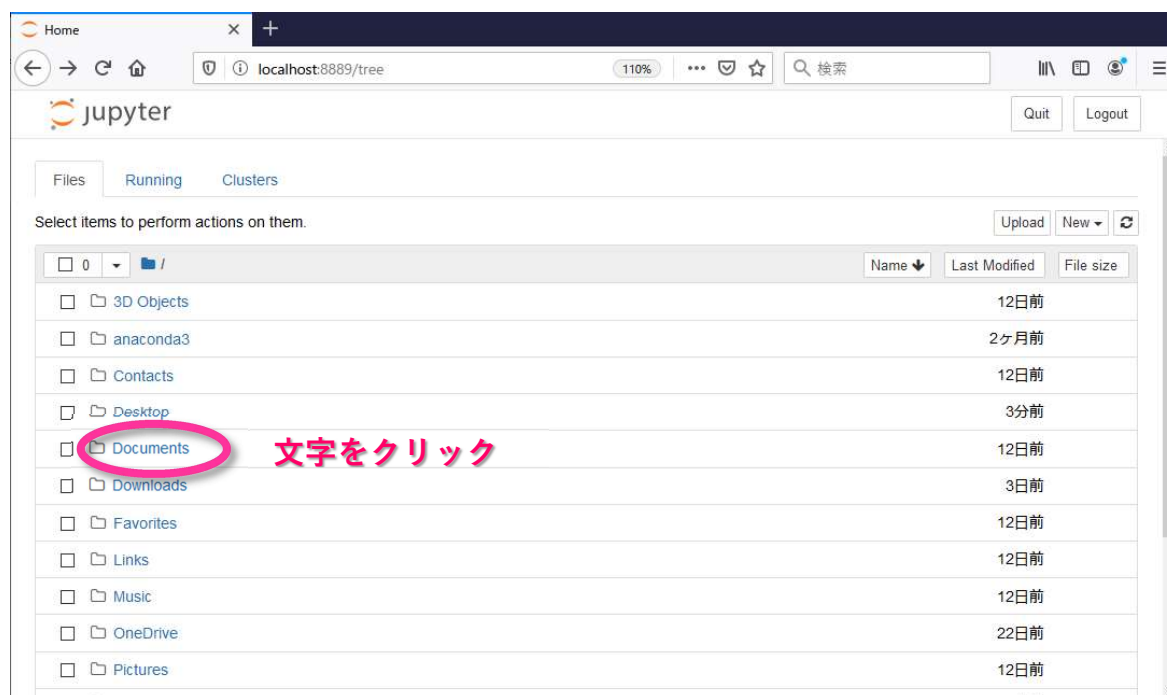 Home
localhost:8889/tree 110% 検索
jupyter Quit Logout
Files Running Clusters
Select items to perform actions on them. Upload New
0 / Name Last Modified File size
3D Objects 12日前
anaconda3 2ヶ月前
Contacts 12日前
Desktop 3分前
Documents 文字をクリック 12日前
Downloads 3日前
Favorites 12日前
Links 12日前
Music 12日前
OneDrive 22日前
Pictures 12日前